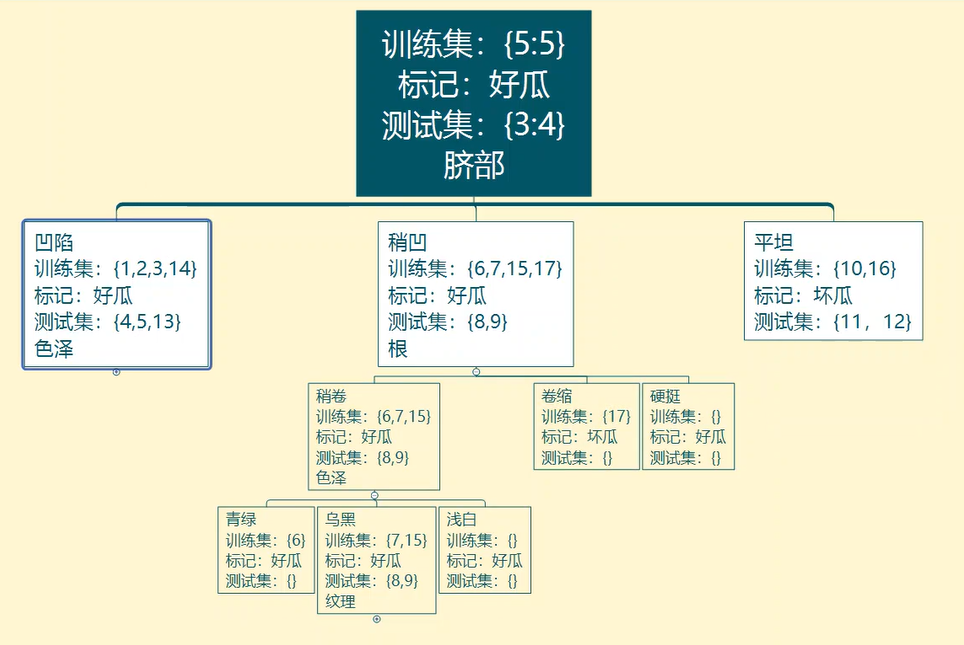 训练集：{5:5}
标记：好瓜
测试集：{3:4}
脐部
凹陷
训练集：{1,2,3,14}
标记：好瓜
测试集：{4,5,13}
色泽
稍凹
训练集：{6,7,15,17}
标记：好瓜
测试集：{8,9}
根
平坦
训练集：{10,16}
标记：坏瓜
测试集：{11，12}
稍卷
训练集：{6,7,15}
标记：好瓜
测试集：{8,9}
色泽
卷缩
训练集：{17}
标记：坏瓜
测试集：{}
硬挺
训练集：{}
标记：好瓜
测试集：{}
青绿
训练集：{6}
标记：好瓜
测试集：{}
乌黑
训练集：{7,15}
标记：好瓜
测试集：{8,9}
纹理
浅白
训练集：{}
标记：好瓜
测试集：{}